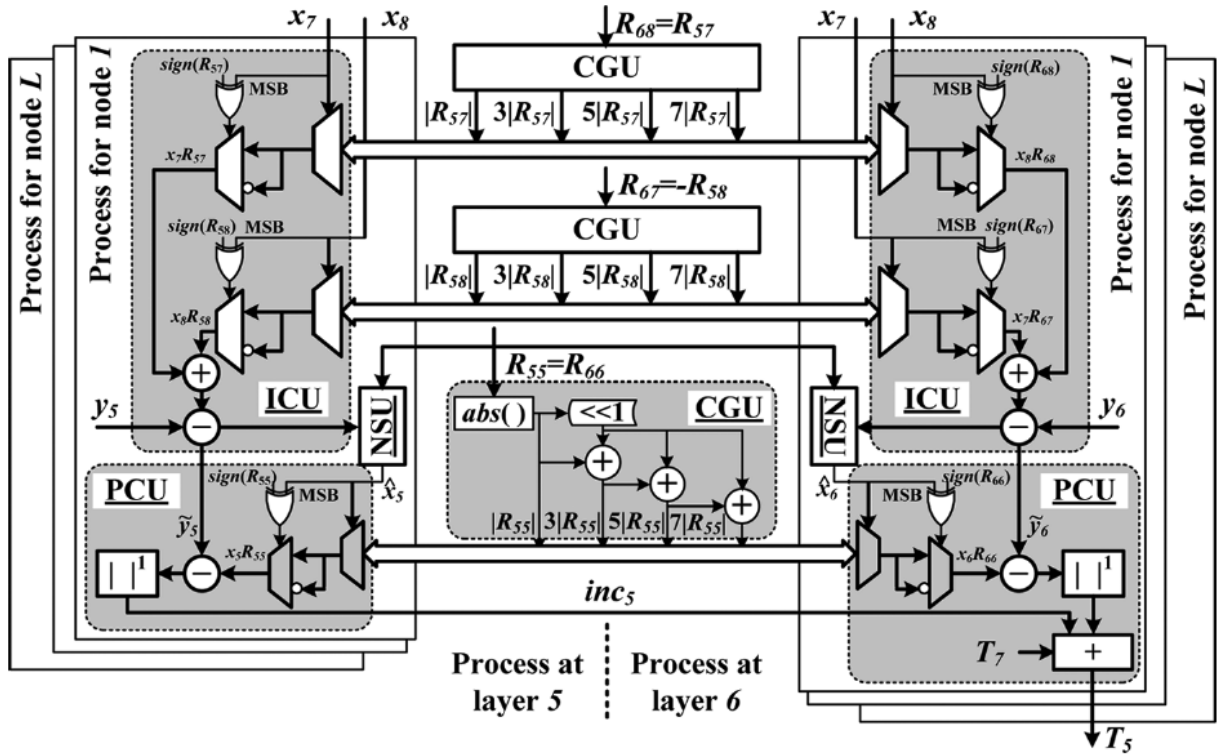 x7 x8 R68=R57 x7 x8
Process for node L
Process for node 1
sign(R57) MSB
CGU
|R57| 3|R57| 5|R57| 7|R57|
sign(R68) MSB
x7R57
x8R68
R67=-R58
sign(R58) MSB
CGU
|R58| 3|R58| 5|R58| 7|R58|
MSB sign(R67)
x8R58
x7R67
R55=R66
+
ICU
NSU
abs( )
<<1
CGU
+
+
+
NSU
ICU
+
y5
−
−
y6
PCU
sign(R55) MSB
x̂5
|R55| 3|R55| 5|R55| 7|R55|
x̂6
MSB sign(R66)
PCU
ỹ5
ỹ6
| |1
−
x5R55
x6R66
−
| |1
inc5
T7
+
Process at layer 5
Process at layer 6
T5
Process for node 1
Process for node L